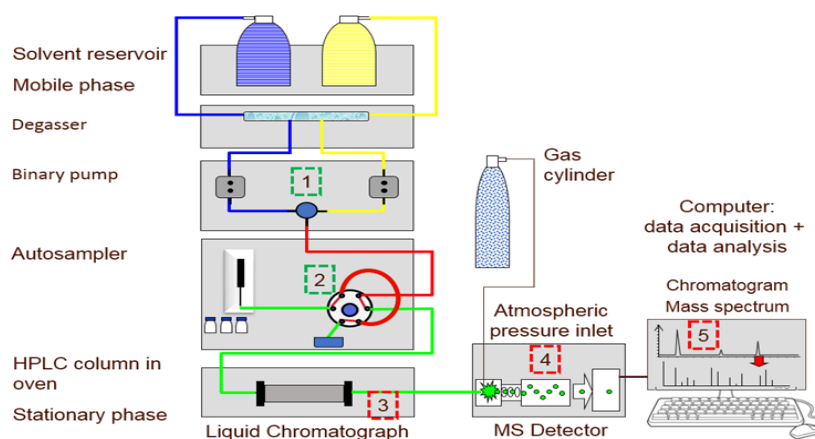 Solvent reservoir
Mobile phase
Degasser
Binary pump
1
Gas
cylinder
Computer:
data acquisition +
data analysis
Autosampler
2
Chromatogram
Mass spectrum
Atmospheric
pressure inlet
5
4
HPLC column in
oven
3
Stationary phase
Liquid Chromatograph
MS Detector